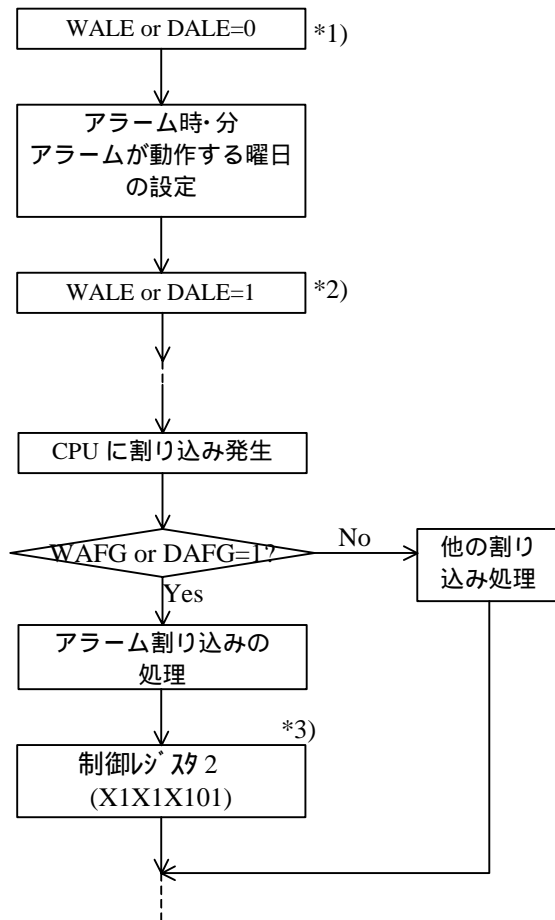 WALE or DALE=0
*1)
アラーム時・分
アラームが動作する曜日
の設定
WALE or DALE=1
*2)
CPU に割り込み発生
WAFG or DAFG=1?
No
他の割り
込み処理
Yes
アラーム割り込みの
処理
*3)
制御ﾚｼﾞｽﾀ 2
(X1X1X101)